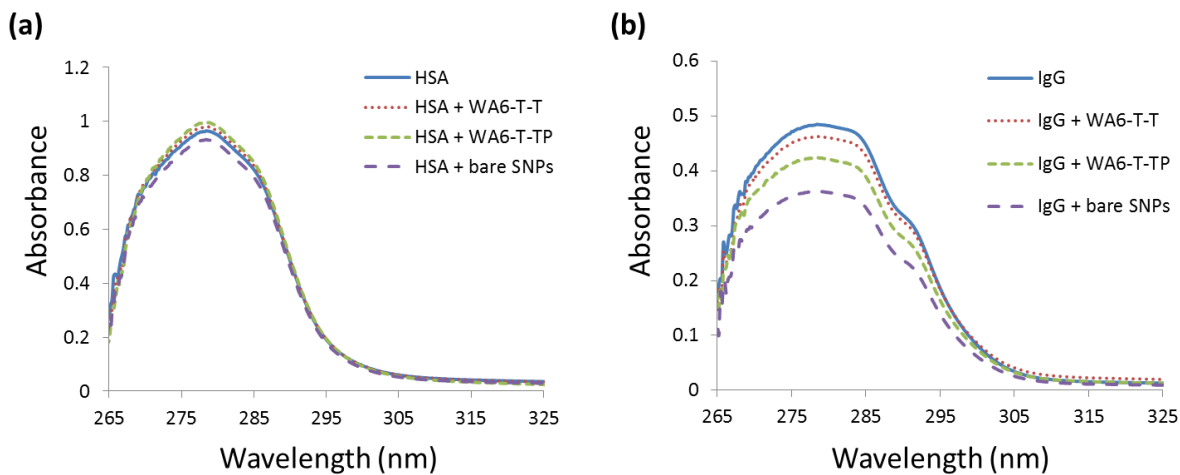 (a)
Absorbance
1.2
1
0.8
0.6
0.4
0.2
0
265 275 285 295 305 315 325
Wavelength (nm)
HSA
HSA + WA6-T-T
HSA + WA6-T-TP
HSA + bare SNPs
(b)
Absorbance
0.6
0.5
0.4
0.3
0.2
0.1
0
265 275 285 295 305 315 325
Wavelength (nm)
IgG
IgG + WA6-T-T
IgG + WA6-T-TP
IgG + bare SNPs